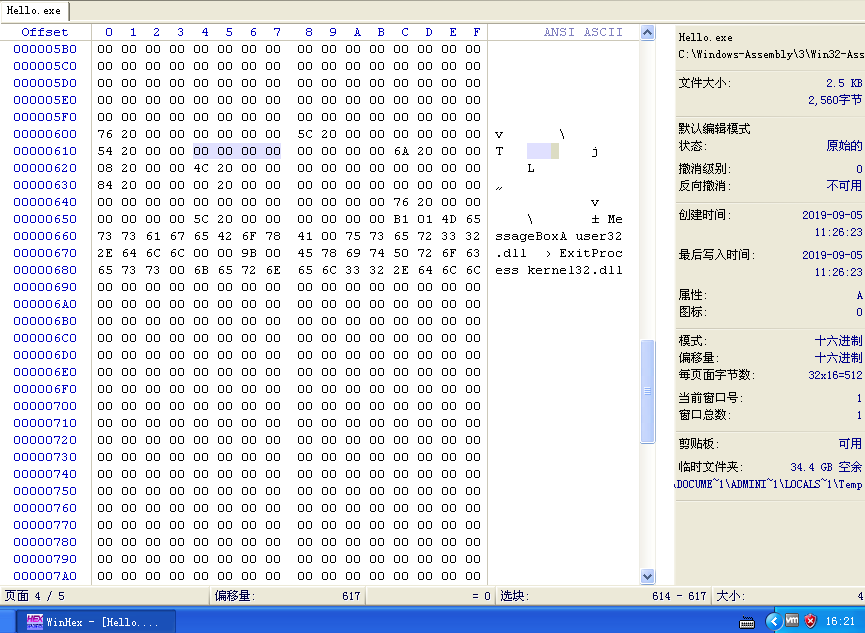 Hello.exe
Offset 0 1 2 3 4 5 6 7 8 9 A B C D E F ANSI ASCII
000005B0 00 00 00 00 00 00 00 00 00 00 00 00 00 00 00 00
000005C0 00 00 00 00 00 00 00 00 00 00 00 00 00 00 00 00
000005D0 00 00 00 00 00 00 00 00 00 00 00 00 00 00 00 00
000005E0 00 00 00 00 00 00 00 00 00 00 00 00 00 00 00 00
000005F0 00 00 00 00 00 00 00 00 00 00 00 00 00 00 00 00
00000600 76 20 00 00 00 00 00 00 5C 20 00 00 00 00 00 00 v \
00000610 54 20 00 00 00 00 00 00 00 00 00 00 6A 20 00 00 T j
00000620 08 20 00 00 4C 20 00 00 00 00 00 00 00 00 00 00 L
00000630 84 20 00 00 00 20 00 00 00 00 00 00 00 00 00 00 „
00000640 00 00 00 00 00 00 00 00 00 00 00 00 76 20 00 00 v
00000650 00 00 00 00 5C 20 00 00 00 00 00 00 B1 01 4D 65 \ ± Me
00000660 73 73 61 67 65 42 6F 78 41 00 75 73 65 72 33 32 ssageBoxA user32
00000670 2E 64 6C 6C 00 00 9B 00 45 78 69 74 50 72 6F 63 .dll › ExitProc
00000680 65 73 73 00 6B 65 72 6E 65 6C 33 32 2E 64 6C 6C ess kernel32.dll
00000690 00 00 00 00 00 00 00 00 00 00 00 00 00 00 00 00
000006A0 00 00 00 00 00 00 00 00 00 00 00 00 00 00 00 00
000006B0 00 00 00 00 00 00 00 00 00 00 00 00 00 00 00 00
000006C0 00 00 00 00 00 00 00 00 00 00 00 00 00 00 00 00
000006D0 00 00 00 00 00 00 00 00 00 00 00 00 00 00 00 00
000006E0 00 00 00 00 00 00 00 00 00 00 00 00 00 00 00 00
000006F0 00 00 00 00 00 00 00 00 00 00 00 00 00 00 00 00
00000700 00 00 00 00 00 00 00 00 00 00 00 00 00 00 00 00
00000710 00 00 00 00 00 00 00 00 00 00 00 00 00 00 00 00
00000720 00 00 00 00 00 00 00 00 00 00 00 00 00 00 00 00
00000730 00 00 00 00 00 00 00 00 00 00 00 00 00 00 00 00
00000740 00 00 00 00 00 00 00 00 00 00 00 00 00 00 00 00
00000750 00 00 00 00 00 00 00 00 00 00 00 00 00 00 00 00
00000760 00 00 00 00 00 00 00 00 00 00 00 00 00 00 00 00
00000770 00 00 00 00 00 00 00 00 00 00 00 00 00 00 00 00
00000780 00 00 00 00 00 00 00 00 00 00 00 00 00 00 00 00
00000790 00 00 00 00 00 00 00 00 00 00 00 00 00 00 00 00
000007A0 00 00 00 00 00 00 00 00 00 00 00 00 00 00 00 00
Hello.exe
C:\Windows-Assembly\3\Win32-Ass
文件大小: 2.5 KB
2,560字节
默认编辑模式
状态: 原始的
撤消级别: 0
反向撤消: 不可用
创建时间: 2019-09-05
11:26:23
最后写入时间: 2019-09-05
11:26:23
属性: A
图标: 0
模式: 十六进制
偏移量: 十六进制
每页面字节数: 32x16=512
当前窗口号: 1
窗口总数: 1
剪贴板: 可用
临时文件夹: 34.4 GB 空余
\DOCUME~1\ADMINI~1\LOCALS~1\Temp
页面 4 / 5 偏移量: 617 = 0 选块: 614 - 617 大小: 4
HEX WinHex - [Hello.... vm 16:21